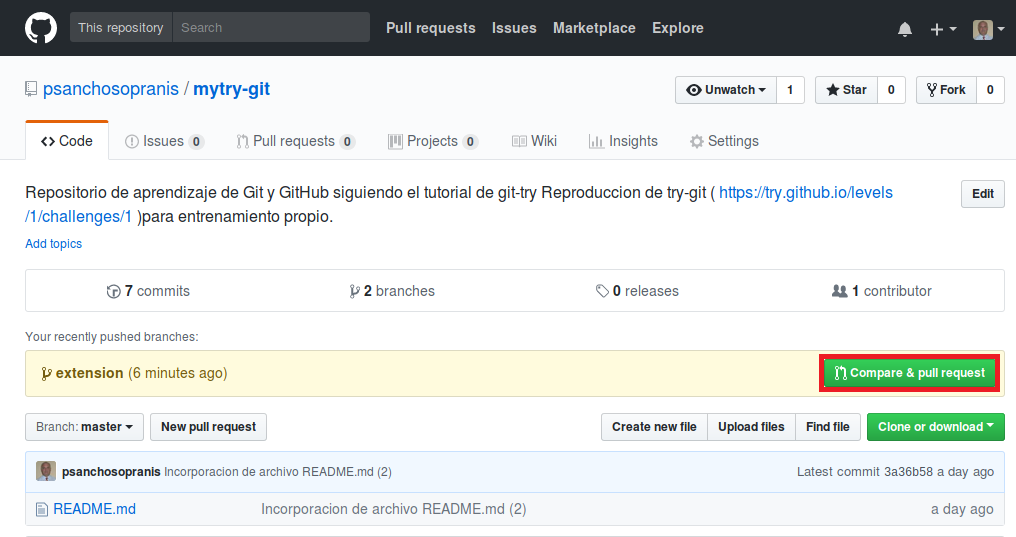 This repository Search Pull requests Issues Marketplace Explore
psanchosopranis / mytry-git Unwatch 1 Star 0 Fork 0
Code Issues 0 Pull requests 0 Projects 0 Wiki Insights Settings
Repositorio de aprendizaje de Git y GitHub siguiendo el tutorial de git-try Reproduccion de try-git ( https://try.github.io/levels Edit
/1/challenges/1 )para entrenamiento propio.
Add topics
7 commits 2 branches 0 releases 1 contributor
Your recently pushed branches:
extension (6 minutes ago) Compare & pull request
Branch: master New pull request Create new file Upload files Find file Clone or download
psanchosopranis Incorporacion de archivo README.md (2) Latest commit 3a36b58 a day ago
README.md Incorporacion de archivo README.md (2) a day ago